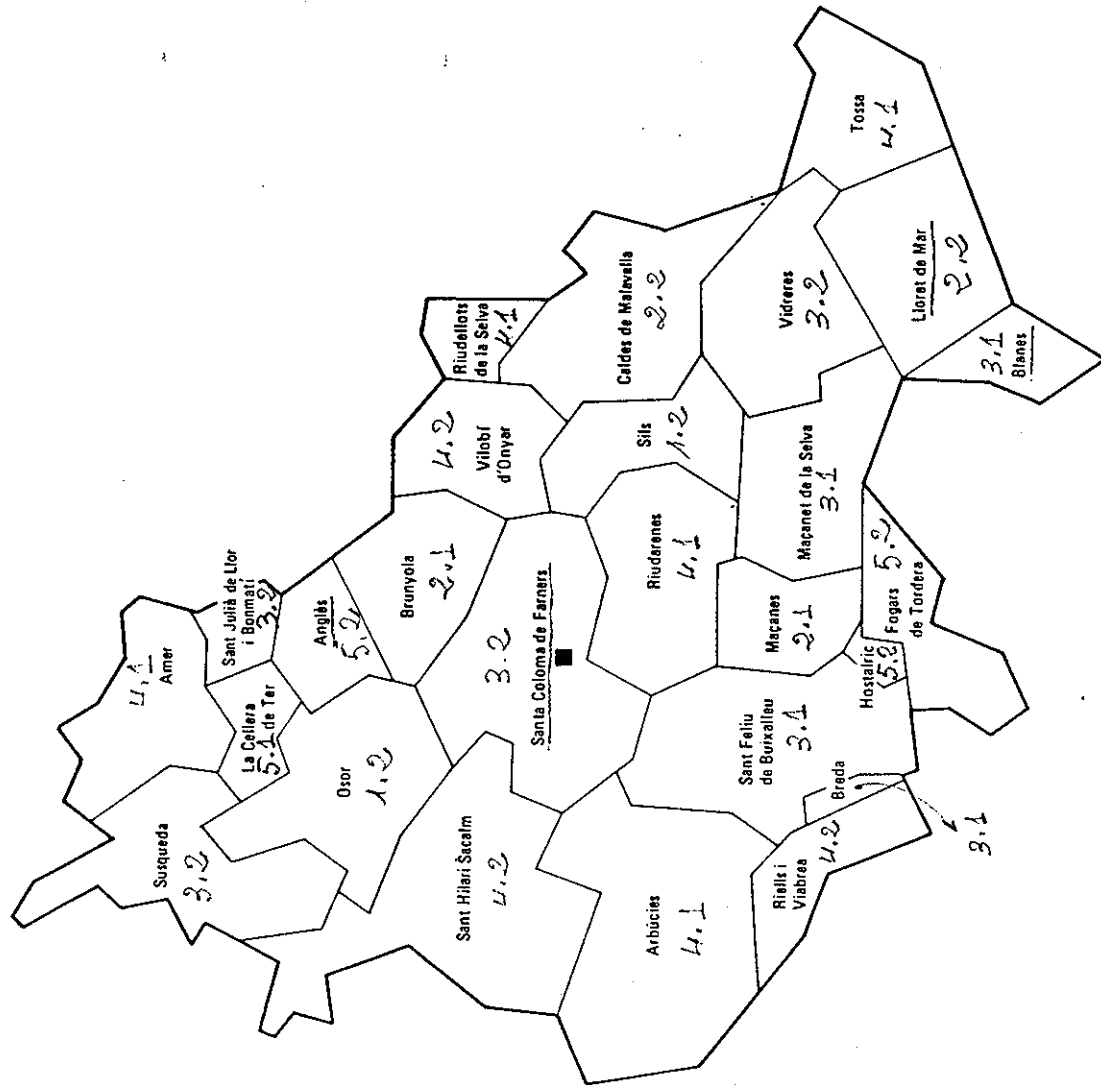 4.1
Amer
Susqueda
3.2
Sant Julià de Llor
i Bonmatí
3.2
La Cellera
5.1 de Ter
Anglès
5.2
Osor
1.2
Brunyola
2.1
Riudellots
de la Selva
4.1
4.2
Vilobí
d'Onyar
Sant Hilari Sacalm
4.2
3.2
Santa Coloma de Farners
Caldes de Malavella
2.2
Sils
1.2
Arbúcies
4.1
Riudarenes
4.1
Vidreres
3.2
Tossa
4.1
Sant Feliu
de Buixalleu
3.1
Maçanes
2.1
Maçanet de la Selva
3.1
Lloret de Mar
2.2
Riells i
Viabrea
4.2
Breda
3.1
Hostalric
5.2
Fogars
de Tordera
5.2
3.1
Blanes